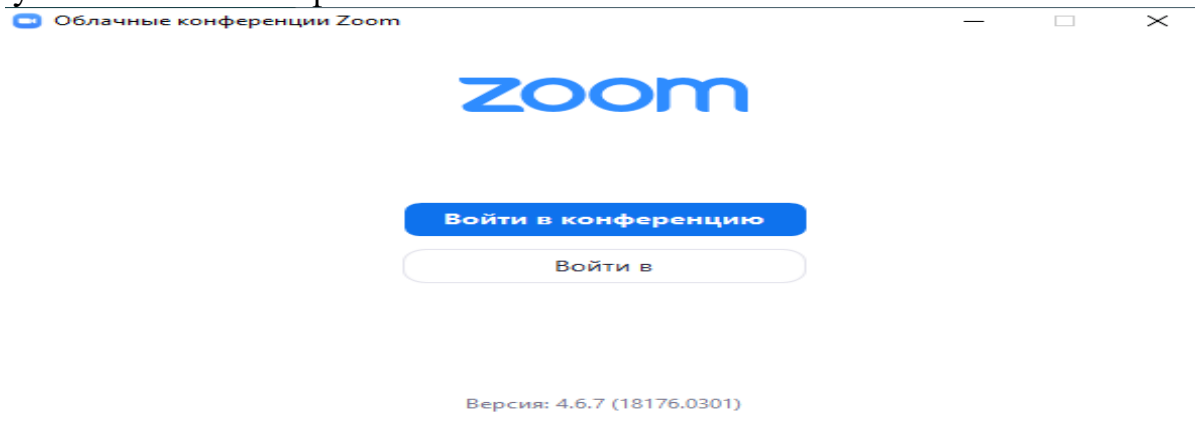 Облачные конференции Zoom
zoom
Войти в конференцию
Войти в
Версия: 4.6.7 (18176.0301)